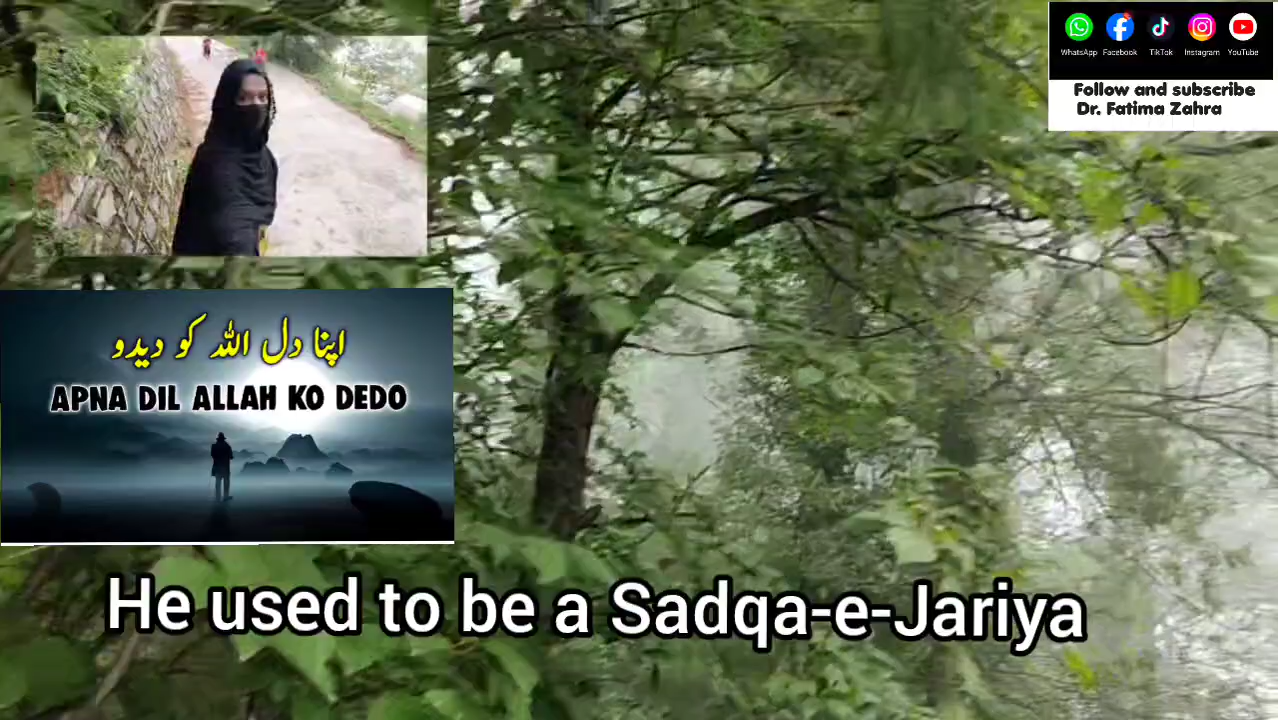 WhatsApp Facebook TikTok Instagram YouTube
Follow and subscribe
Dr. Fatima Zahra
اپنا دل اللہ کو دیدو
APNA DIL ALLAH KO DEDO
He used to be a Sadqa-e-Jariya